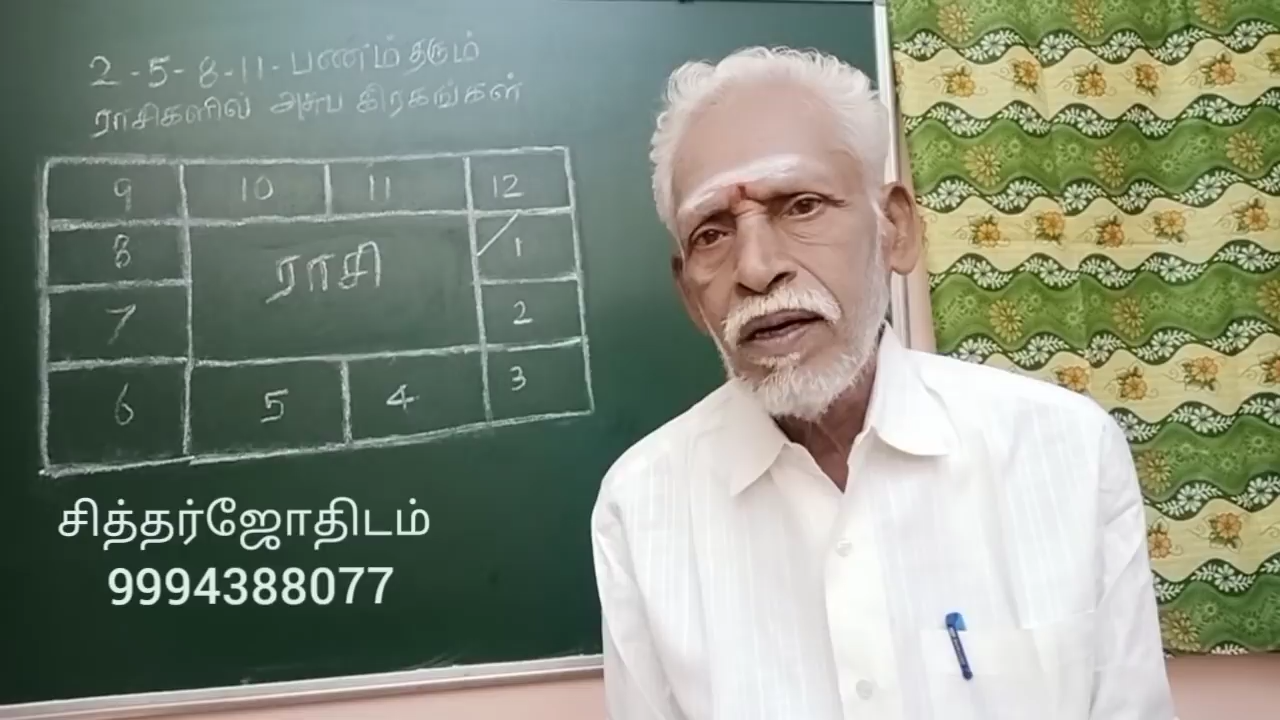 2 - 5 - 8 - 11 - பணம் தரும்
ராசிகளில் அசுப கிரகங்கள்
9 10 11 12
8 ராசி 1
7 2
6 5 4 3
சித்தர்ஜோதிடம்
9994388077